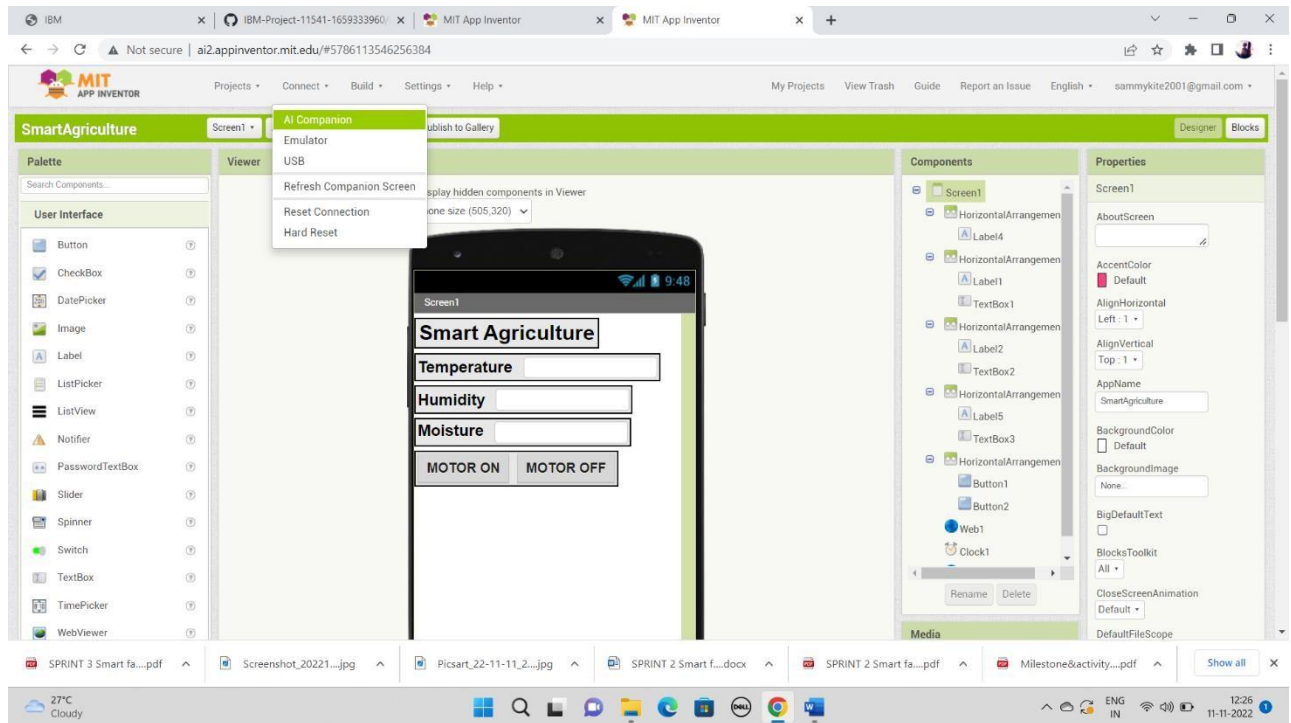 IBM
IBM-Project-11541-1659333960/
MIT App Inventor
MIT App Inventor
Not secure | ai2.appinventor.mit.edu/#5786113546256384
MIT
APP INVENTOR
Projects
Connect
Build
Settings
Help
My Projects
View Trash
Guide
Report an Issue
English
sammykite2001@gmail.com
SmartAgriculture
Screen1
ublish to Gallery
Designer
Blocks
AI Companion
Emulator
USB
Refresh Companion Screen
Reset Connection
Hard Reset
Palette
Search Components...
User Interface
Button
CheckBox
DatePicker
Image
Label
ListPicker
ListView
Notifier
PasswordTextBox
Slider
Spinner
Switch
TextBox
TimePicker
WebViewer
Viewer
splay hidden components in Viewer
one size (505,320)
9:48
Screen1
Smart Agriculture
Temperature
Humidity
Moisture
MOTOR ON MOTOR OFF
Components
Screen1
HorizontalArrangemen
Label4
HorizontalArrangemen
Label1
TextBox1
HorizontalArrangemen
Label2
TextBox2
HorizontalArrangemen
Label5
TextBox3
HorizontalArrangemen
Button1
Button2
Web1
Clock1
Rename Delete
Media
Properties
Screen1
AboutScreen
AccentColor
Default
AlignHorizontal
Left : 1
AlignVertical
Top : 1
AppName
SmartAgriculture
BackgroundColor
Default
BackgroundImage
None...
BigDefaultText
BlocksToolkit
All
CloseScreenAnimation
Default
DefaultFileScope
SPRINT 3 Smart fa....pdf
Screenshot_20221....jpg
Picsart_22-11-11_2....jpg
SPRINT 2 Smart f....docx
SPRINT 2 Smart fa....pdf
Milestone&activity....pdf
Show all
27°C
Cloudy
DELL
ENG
IN
12:26
11-11-2022
1